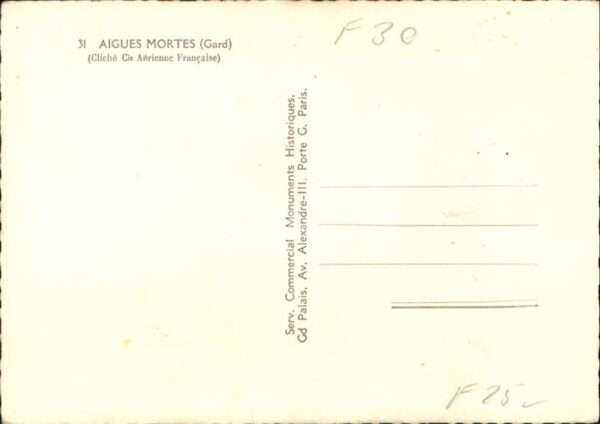 31 AIGUES MORTES (Gard)
(Cliché Cie Aérienne Française)
F 30
Serv. Commercial Monuments Historiques.
Gd Palais. Av. Alexandre-III. Porte C. Paris.
F 25